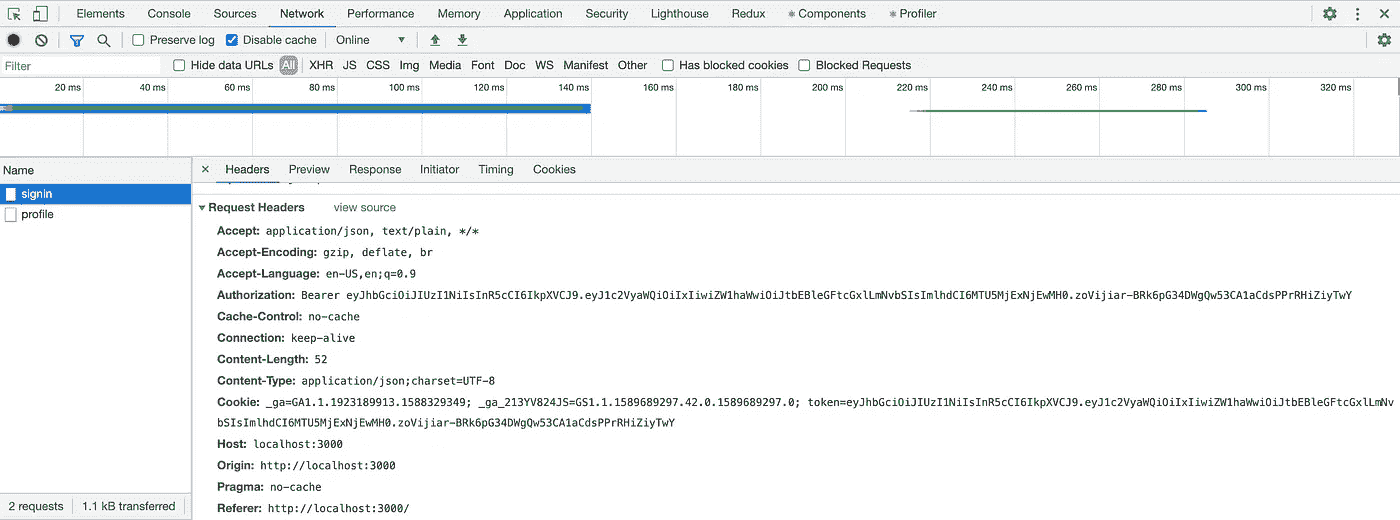 Elements Console Sources Network Performance Memory Application Security Lighthouse Redux Components Profiler
Preserve log Disable cache Online
Filter Hide data URLs All XHR JS CSS Img Media Font Doc WS Manifest Other Has blocked cookies Blocked Requests
20 ms 40 ms 60 ms 80 ms 100 ms 120 ms 140 ms 160 ms 180 ms 200 ms 220 ms 240 ms 260 ms 280 ms 300 ms 320 ms
Name
Headers Preview Response Initiator Timing Cookies
signin
profile
Request Headers view source
Accept: application/json, text/plain, */*
Accept-Encoding: gzip, deflate, br
Accept-Language: en-US,en;q=0.9
Authorization: Bearer eyJhbGciOiJIUzI1NiIsInR5cCI6IkpXVCJ9.eyJ1c2VyaWQiOiIxIiwiZW1haWwiOiJtbEBleGFtcGxlLmNvbSIsImlhdCI6MTU5MjExNjEwMH0.zoVijiar-BRk6pG34DWgQw53CA1aCdsPPrRHiZiyTwY
Cache-Control: no-cache
Connection: keep-alive
Content-Length: 52
Content-Type: application/json;charset=UTF-8
Cookie: _ga=GA1.1.1923189913.1588329349; _ga_213YV824JS=GS1.1.1589689297.42.0.1589689297.0; token=eyJhbGciOiJIUzI1NiIsInR5cCI6IkpXVCJ9.eyJ1c2VyaWQiOiIxIiwiZW1haWwiOiJtbEBleGFtcGxlLmNv
bSIsImlhdCI6MTU5MjExNjEwMH0.zoVijiar-BRk6pG34DWgQw53CA1aCdsPPrRHiZiyTwY
Host: localhost:3000
Origin: http://localhost:3000
Pragma: no-cache
Referer: http://localhost:3000/
2 requests 1.1 kB transferred